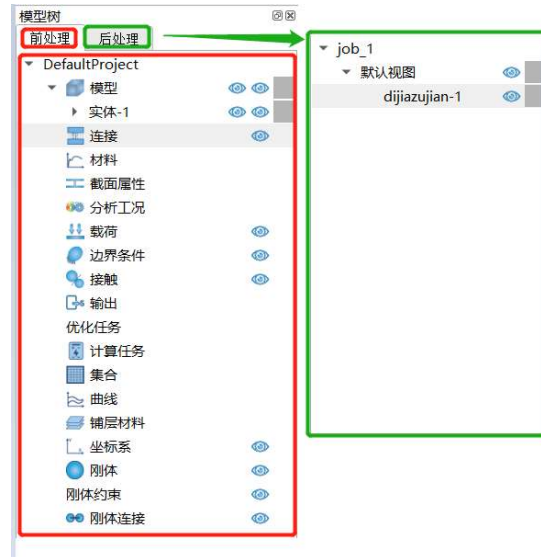 模型树
前处理 后处理
DefaultProject
模型
实体-1
连接
材料
截面属性
分析工况
载荷
边界条件
接触
输出
优化任务
计算任务
集合
曲线
铺层材料
坐标系
刚体
刚体约束
刚体连接
job_1
默认视图
dijiazujian-1